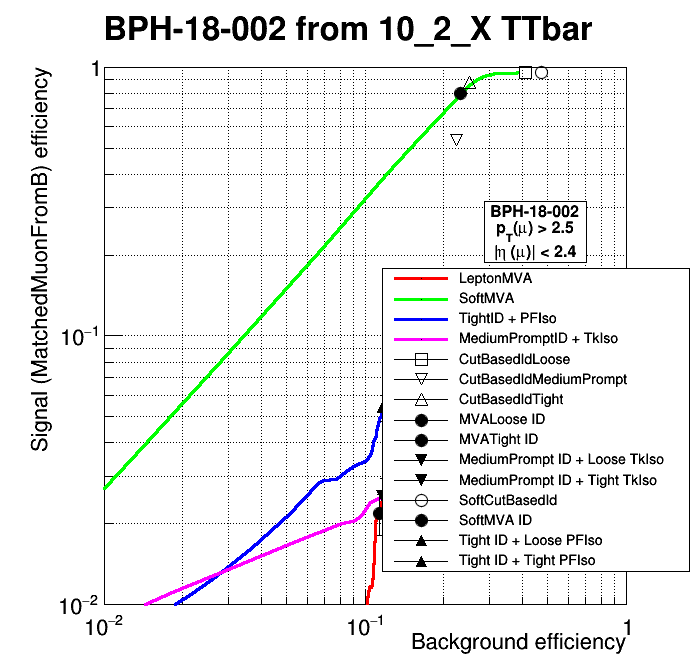 BPH-18-002 from 10_2_X TTbar
Signal (MatchedMuonFromB) efficiency
1
10⁻¹
10⁻²
BPH-18-002
p_T(μ) > 2.5
|η (μ)| < 2.4
LeptonMVA
SoftMVA
TightID + PFIso
MediumPromptID + TkIso
CutBasedIdLoose
CutBasedIdMediumPrompt
CutBasedIdTight
MVALoose ID
MVATight ID
MediumPrompt ID + Loose TkIso
MediumPrompt ID + Tight TkIso
SoftCutBasedId
SoftMVA ID
Tight ID + Loose PFIso
Tight ID + Tight PFIso
10⁻² 10⁻¹ 1
Background efficiency